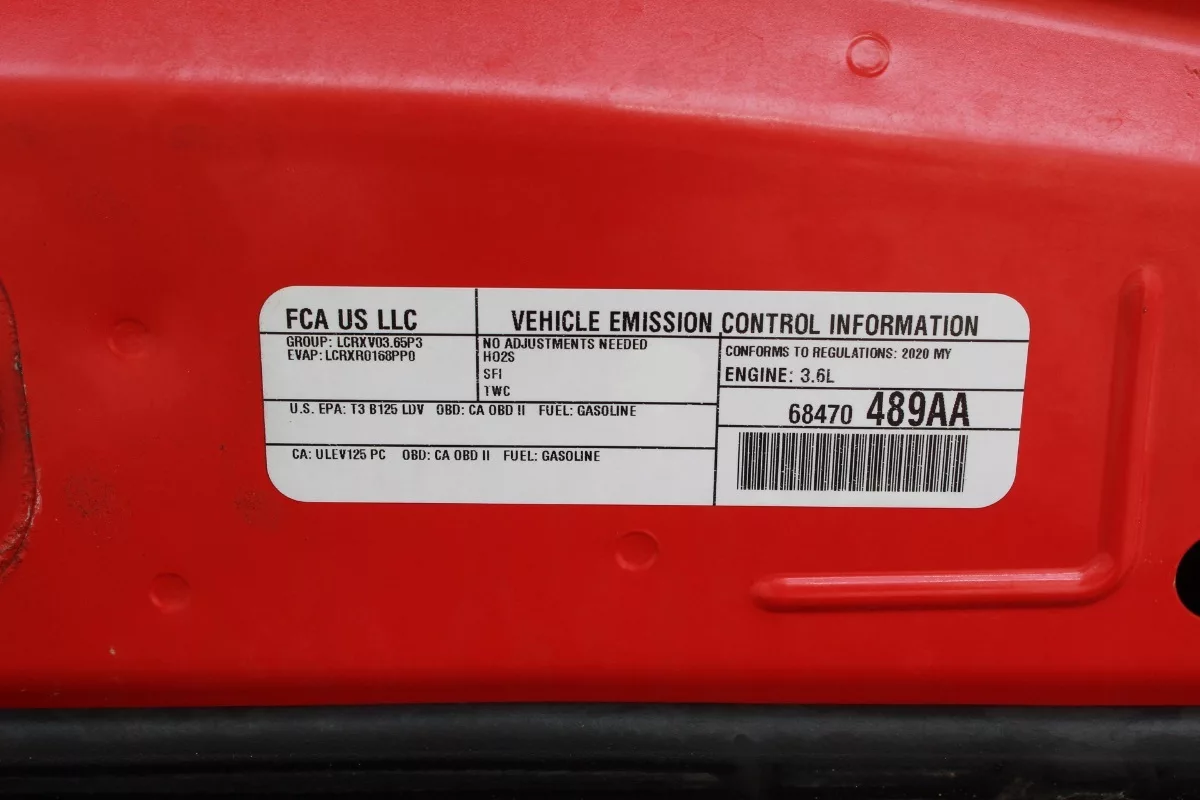 FCA US LLC
VEHICLE EMISSION CONTROL INFORMATION
GROUP: LCRXV03.65P3
EVAP: LCRXR0168PP0
NO ADJUSTMENTS NEEDED
HO2S
SFI
TWC
CONFORMS TO REGULATIONS: 2020 MY
ENGINE: 3.6L
U.S. EPA: T3 B125 LDV OBD: CA OBD II FUEL: GASOLINE
68470 489AA
CA: ULEV125 PC OBD: CA OBD II FUEL: GASOLINE